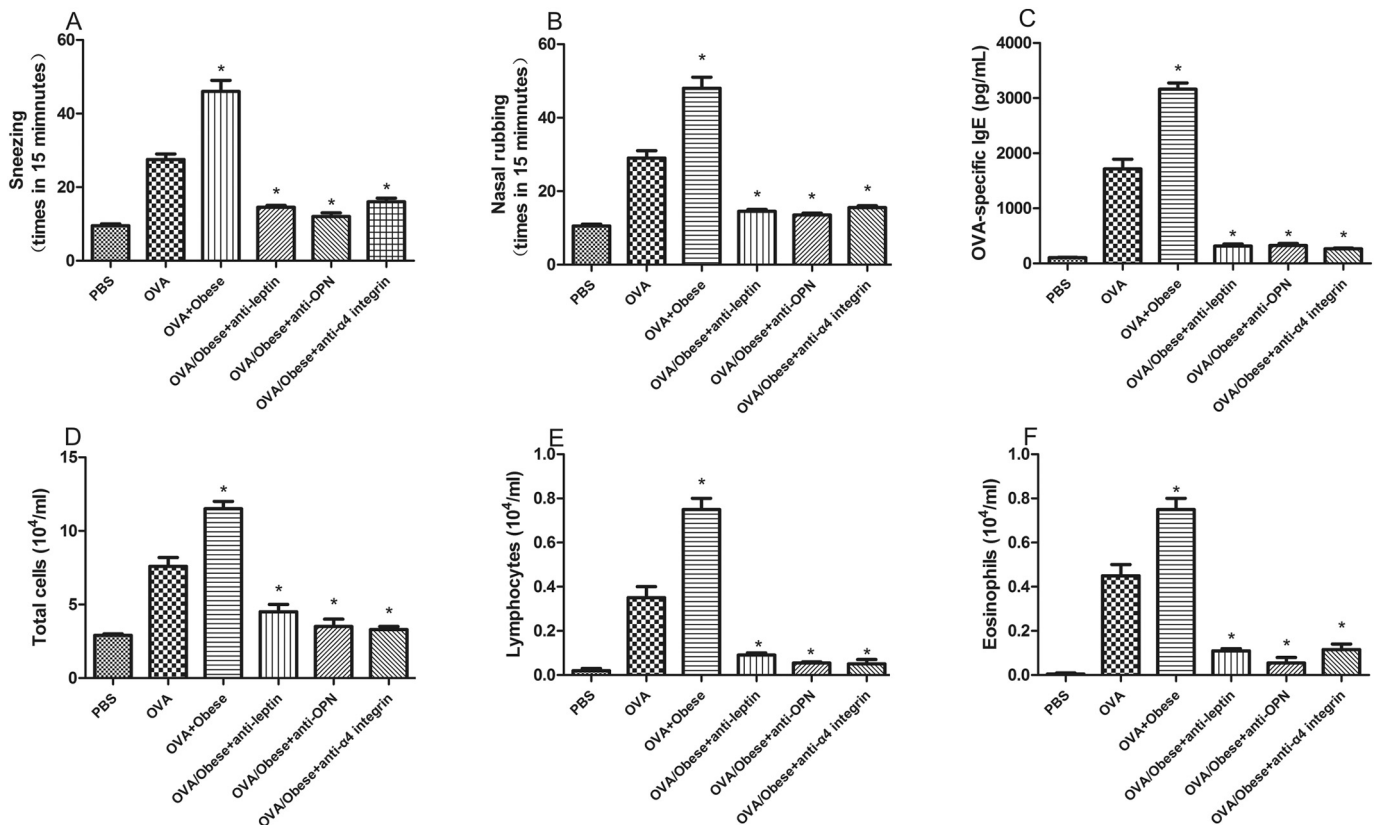 A
Sneezing
(times in 15 mimnutes)
60
40
20
0
*
*
*
*
PBS
OVA
OVA+Obese
OVA/Obese+anti-leptin
OVA/Obese+anti-OPN
OVA/Obese+anti-α4 integrin
B
Nasal rubbing
(times in 15 mimnutes)
60
40
20
0
*
*
*
*
PBS
OVA
OVA+Obese
OVA/Obese+anti-leptin
OVA/Obese+anti-OPN
OVA/Obese+anti-α4 integrin
C
OVA-specific IgE (pg/mL)
4000
3000
2000
1000
0
*
*
*
*
PBS
OVA
OVA+Obese
OVA/Obese+anti-leptin
OVA/Obese+anti-OPN
OVA/Obese+anti-α4 integrin
D
Total cells (10⁴/ml)
15
10
5
0
*
*
*
*
PBS
OVA
OVA+Obese
OVA/Obese+anti-leptin
OVA/Obese+anti-OPN
OVA/Obese+anti-α4 integrin
E
Lymphocytes (10⁴/ml)
1.0
0.8
0.6
0.4
0.2
0.0
*
*
*
*
PBS
OVA
OVA+Obese
OVA/Obese+anti-leptin
OVA/Obese+anti-OPN
OVA/Obese+anti-α4 integrin
F
Eosinophils (10⁴/ml)
1.0
0.8
0.6
0.4
0.2
0.0
*
*
*
*
PBS
OVA
OVA+Obese
OVA/Obese+anti-leptin
OVA/Obese+anti-OPN
OVA/Obese+anti-α4 integrin